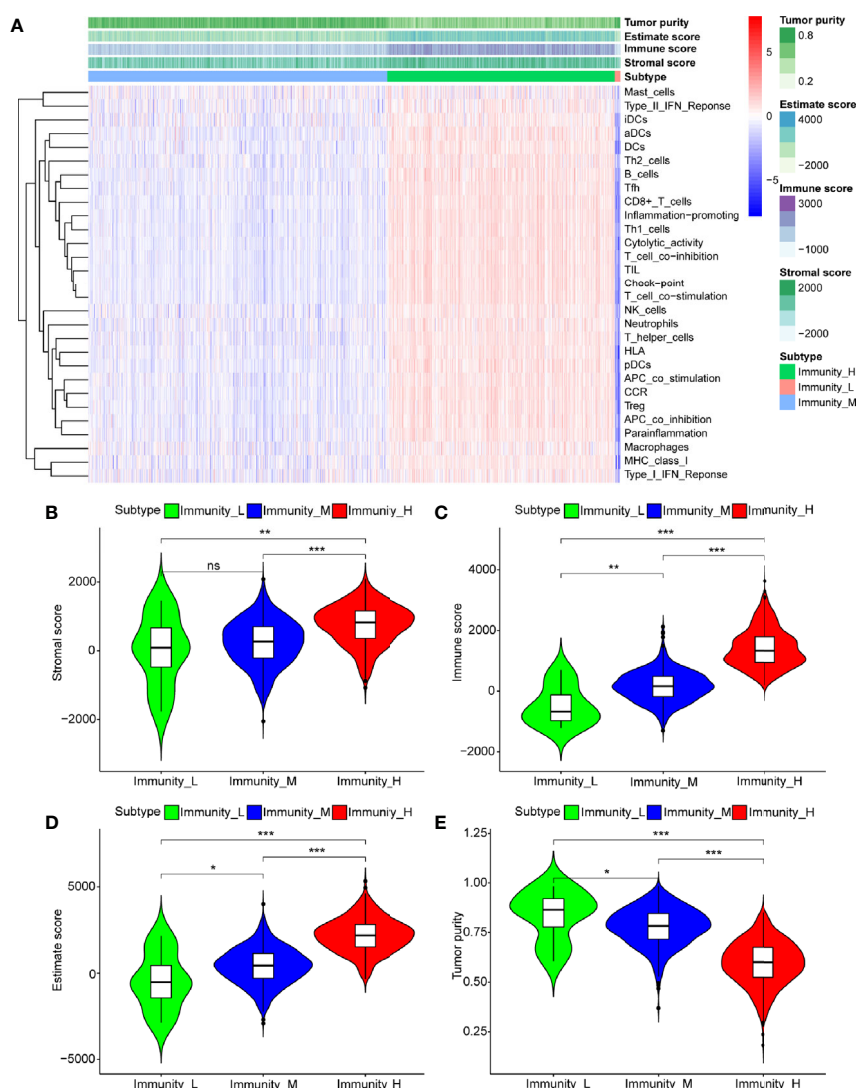 A
Tumor purity
Estimate score
Immune score
Stromal score
Subtype
Mast_cells
Type_II_IFN_Reponse
iDCs
aDCs
DCs
Th2_cells
B_cells
Tfh
CD8+_T_cells
Inflammation-promoting
Th1_cells
Cytolytic_activity
T_cell_co-inhibition
TIL
Check-point
T_cell_co-stimulation
NK_cells
Neutrophils
T_helper_cells
HLA
pDCs
APC_co_stimulation
CCR
Treg
APC_co_inhibition
Parainflammation
Macrophages
MHC_class_I
Type_I_IFN_Reponse
5
0
−5
Tumor purity
0.8
0.2
Estimate score
4000
−2000
Immune score
3000
−1000
Stromal score
2000
−2000
Subtype
Immunity_H
Immunity_L
Immunity_M
B
Subtype Immunity_L Immunity_M Immunity_H
**
ns
***
Stromal score
2000
0
−2000
Immunity_L Immunity_M Immunity_H
C
Subtype Immunity_L Immunity_M Immunity_H
***
**
***
Immune score
4000
2000
0
−2000
Immunity_L Immunity_M Immunity_H
D
Subtype Immunity_L Immunity_M Immunity_H
***
*
***
Estimate score
5000
0
−5000
Immunity_L Immunity_M Immunity_H
E
Subtype Immunity_L Immunity_M Immunity_H
***
*
***
Tumor purity
1.25
1.00
0.75
0.50
0.25
Immunity_L Immunity_M Immunity_H